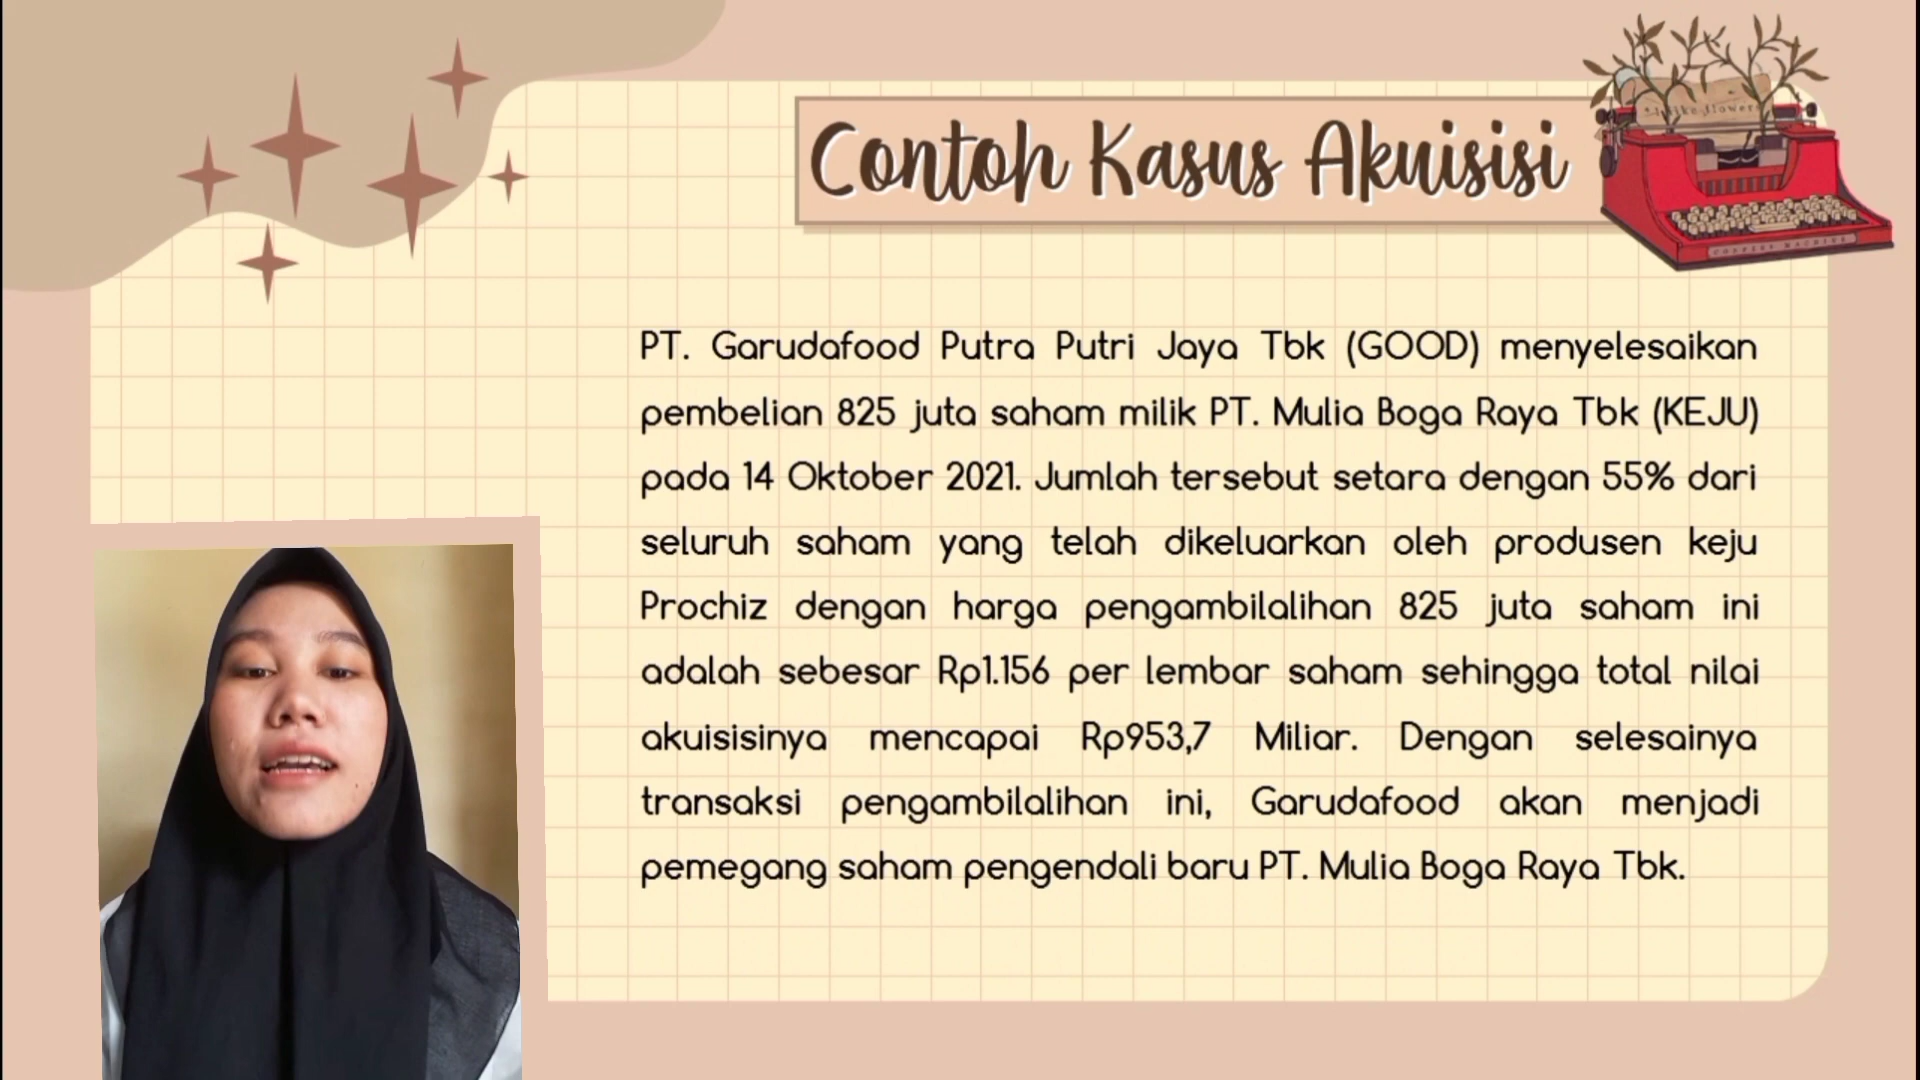 Contoh Kasus Akuisisi
PT. Garudafood Putra Putri Jaya Tbk (GOOD) menyelesaikan
pembelian 825 juta saham milik PT. Mulia Boga Raya Tbk (KEJU)
pada 14 Oktober 2021. Jumlah tersebut setara dengan 55% dari
seluruh saham yang telah dikeluarkan oleh produsen keju
Prochiz dengan harga pengambilalihan 825 juta saham ini
adalah sebesar Rp1.156 per lembar saham sehingga total nilai
akuisisinya mencapai Rp953,7 Miliar. Dengan selesainya
transaksi pengambilalihan ini, Garudafood akan menjadi
pemegang saham pengendali baru PT. Mulia Boga Raya Tbk.